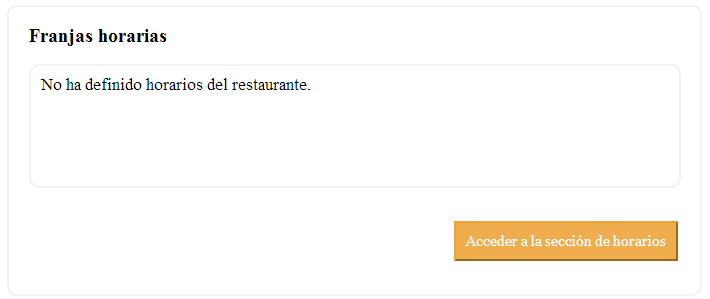 Franjas horarias
No ha definido horarios del restaurante.
Acceder a la sección de horarios